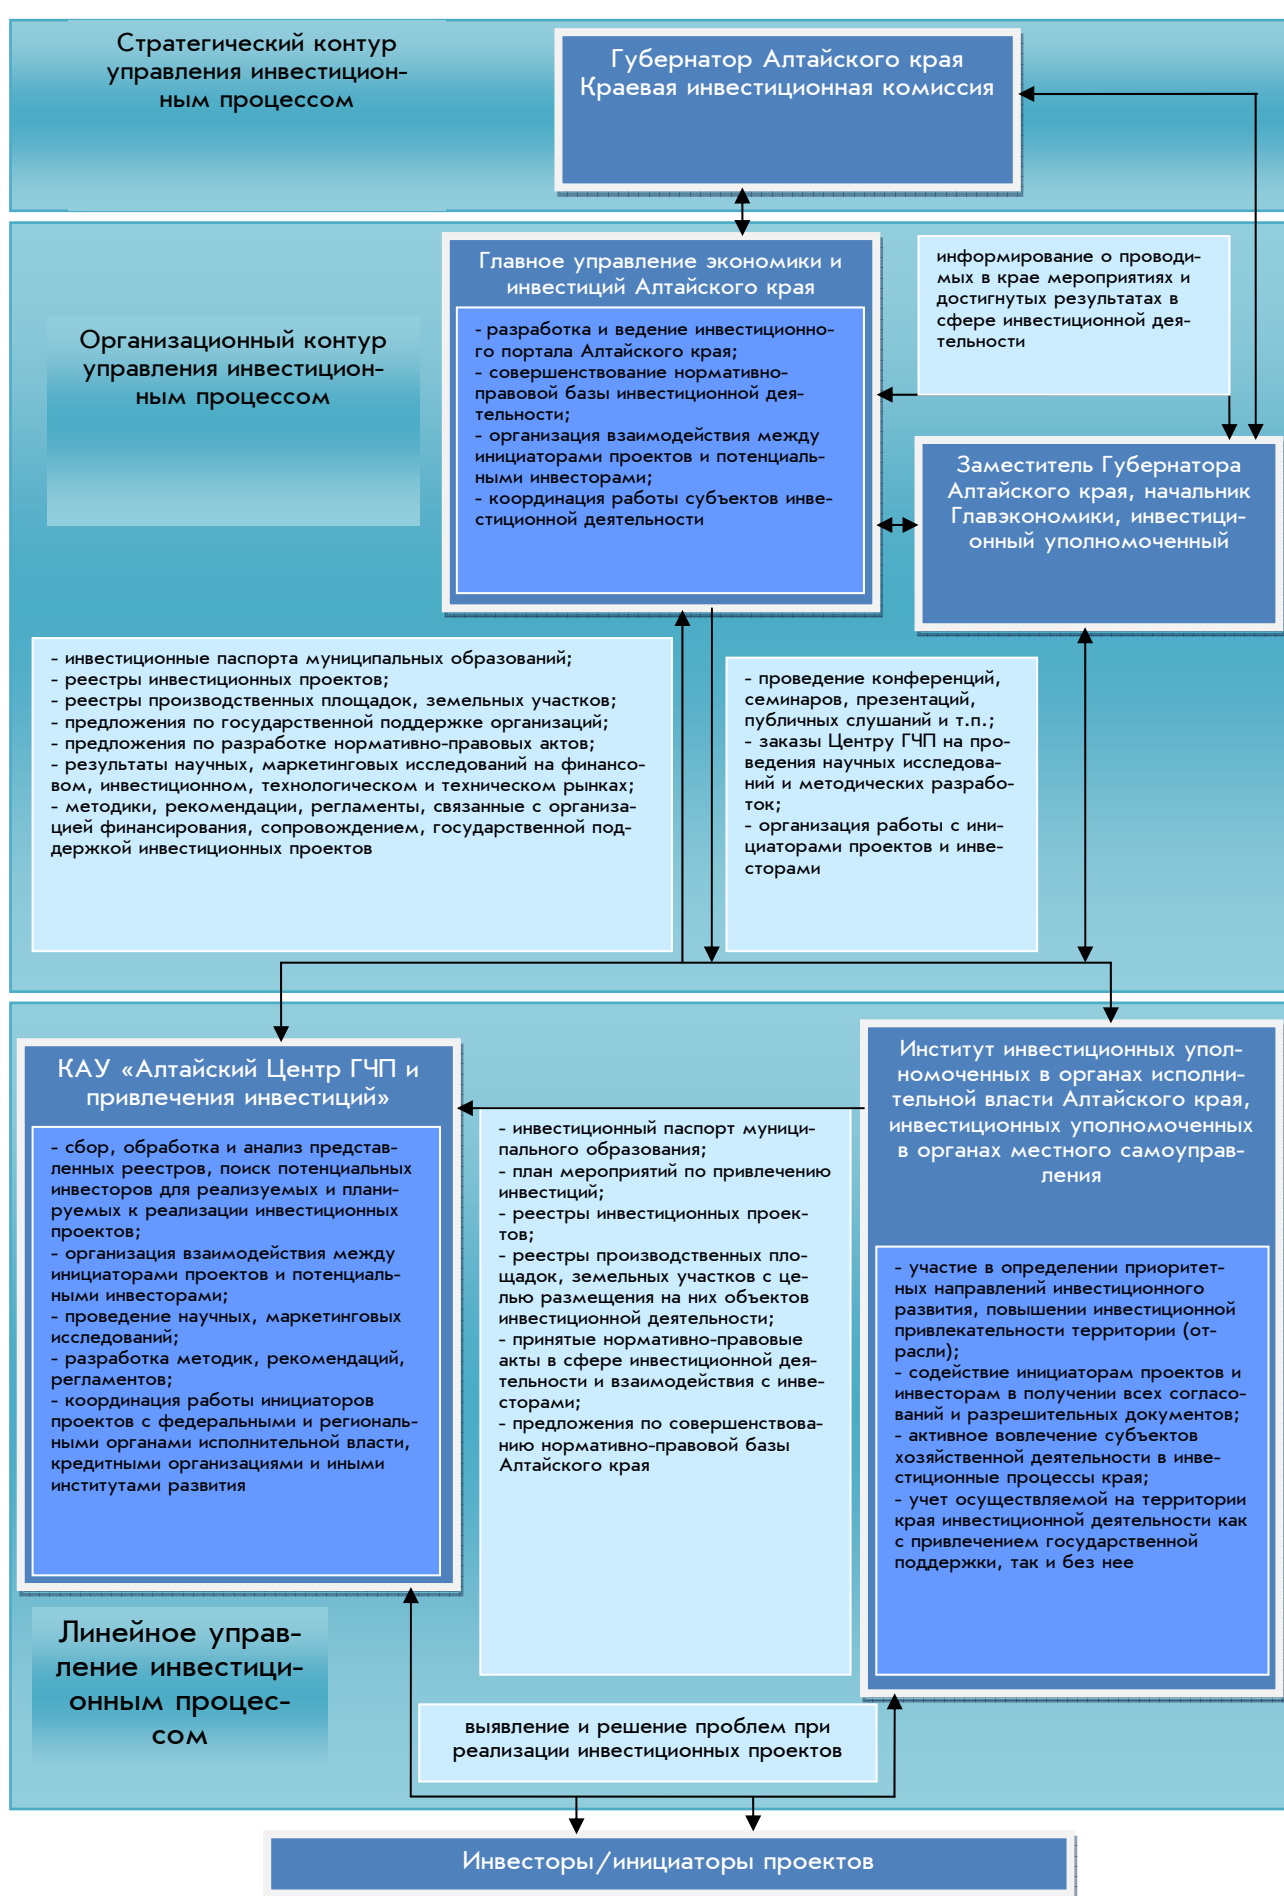 Стратегический контур
управления инвестицион-
ным процессом
Губернатор Алтайского края
Краевая инвестиционная комиссия
Главное управление экономики и
инвестиций Алтайского края
- разработка и ведение инвестиционно-
го портала Алтайского края;
- совершенствование нормативно-
правовой базы инвестиционной дея-
тельности;
- организация взаимодействия между
инициаторами проектов и потенциаль-
ными инвесторами;
- координация работы субъектов инве-
стиционной деятельности
информирование о проводи-
мых в крае мероприятиях и
достигнутых результатах в
сфере инвестиционной дея-
тельности
Организационный контур
управления инвестицион-
ным процессом
Заместитель Губернатора
Алтайского края, начальник
Главэкономики, инвестици-
онный уполномоченный
- инвестиционные паспорта муниципальных образований;
- реестры инвестиционных проектов;
- реестры производственных площадок, земельных участков;
- предложения по государственной поддержке организаций;
- предложения по разработке нормативно-правовых актов;
- результаты научных, маркетинговых исследований на финансо-
вом, инвестиционном, технологическом и техническом рынках;
- методики, рекомендации, регламенты, связанные с организа-
цией финансирования, сопровождением, государственной под-
держкой инвестиционных проектов
- проведение конференций,
семинаров, презентаций,
публичных слушаний и т.п.;
- заказы Центру ГЧП на про-
ведения научных исследова-
ний и методических разрабо-
ток;
- организация работы с ини-
циаторами проектов и инве-
сторами
КАУ «Алтайский Центр ГЧП и
привлечения инвестиций»
- сбор, обработка и анализ представ-
ленных реестров, поиск потенциальных
инвесторов для реализуемых и плани-
руемых к реализации инвестиционных
проектов;
- организация взаимодействия между
инициаторами проектов и потенциаль-
ными инвесторами;
- проведение научных, маркетинговых
исследований;
- разработка методик, рекомендаций,
регламентов;
- координация работы инициаторов
проектов с федеральными и региональ-
ными органами исполнительной власти,
кредитными организациями и иными
институтами развития
- инвестиционный паспорт муници-
пального образования;
- план мероприятий по привлечению
инвестиций;
- реестры инвестиционных проек-
тов;
- реестры производственных пло-
щадок, земельных участков с це-
лью размещения на них объектов
инвестиционной деятельности;
- принятые нормативно-правовые
акты в сфере инвестиционной дея-
тельности и взаимодействия с инве-
сторами;
- предложения по совершенствова-
нию нормативно-правовой базы
Алтайского края
Институт инвестиционных упол-
номоченных в органах исполни-
тельной власти Алтайского края,
инвестиционных уполномоченных
в органах местного самоуправ-
ления
- участие в определении приоритет-
ных направлений инвестиционного
развития, повышении инвестиционной
привлекательности территории (от-
расли);
- содействие инициаторам проектов и
инвесторам в получении всех согласо-
ваний и разрешительных документов;
- активное вовлечение субъектов
хозяйственной деятельности в инве-
стиционные процессы края;
- учет осуществляемой на территории
края инвестиционной деятельности как
с привлечением государственной
поддержки, так и без нее
Линейное управ-
ление инвестици-
онным процес-
сом
выявление и решение проблем при
реализации инвестиционных проектов
Инвесторы/инициаторы проектов